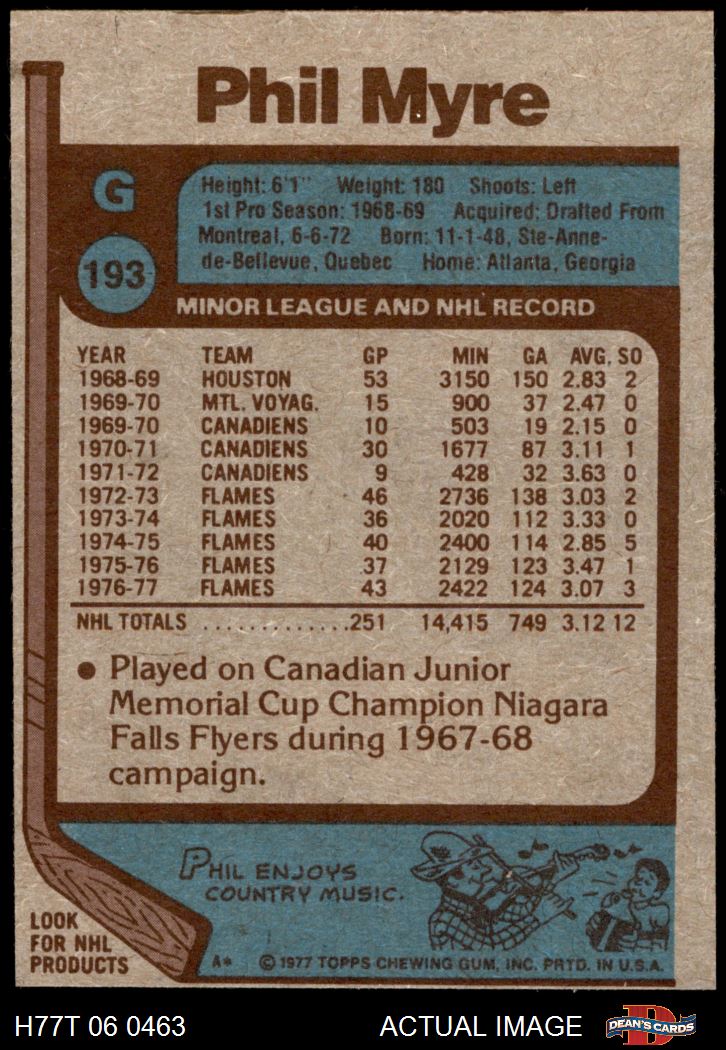 Phil Myre
G
193
Height: 6'1" Weight: 180 Shoots: Left
1st Pro Season: 1968-69 Acquired: Drafted From
Montreal, 6-6-72 Born: 11-1-48, Ste-Anne-
de-Bellevue, Quebec Home: Atlanta, Georgia
MINOR LEAGUE AND NHL RECORD
YEAR TEAM GP MIN GA AVG. SO
1968-69 HOUSTON 53 3150 150 2.83 2
1969-70 MTL. VOYAG. 15 900 37 2.47 0
1969-70 CANADIENS 10 503 19 2.15 0
1970-71 CANADIENS 30 1677 87 3.11 1
1971-72 CANADIENS 9 428 32 3.63 0
1972-73 FLAMES 46 2736 138 3.03 2
1973-74 FLAMES 36 2020 112 3.33 0
1974-75 FLAMES 40 2400 114 2.85 5
1975-76 FLAMES 37 2129 123 3.47 1
1976-77 FLAMES 43 2422 124 3.07 3
NHL TOTALS .............251 14,415 749 3.12 12
● Played on Canadian Junior
Memorial Cup Champion Niagara
Falls Flyers during 1967-68
campaign.
PHIL ENJOYS
COUNTRY MUSIC.
LOOK
FOR NHL
PRODUCTS
A* © 1977 TOPPS CHEWING GUM, INC. PRTD. IN U.S.A.
H77T 06 0463 ACTUAL IMAGE DEAN'S CARDS